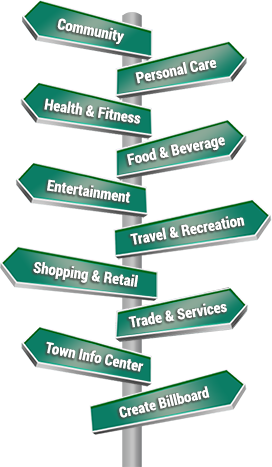 Community
Personal Care
Health & Fitness
Food & Beverage
Entertainment
Travel & Recreation
Shopping & Retail
Trade & Services
Town Info Center
Create Billboard